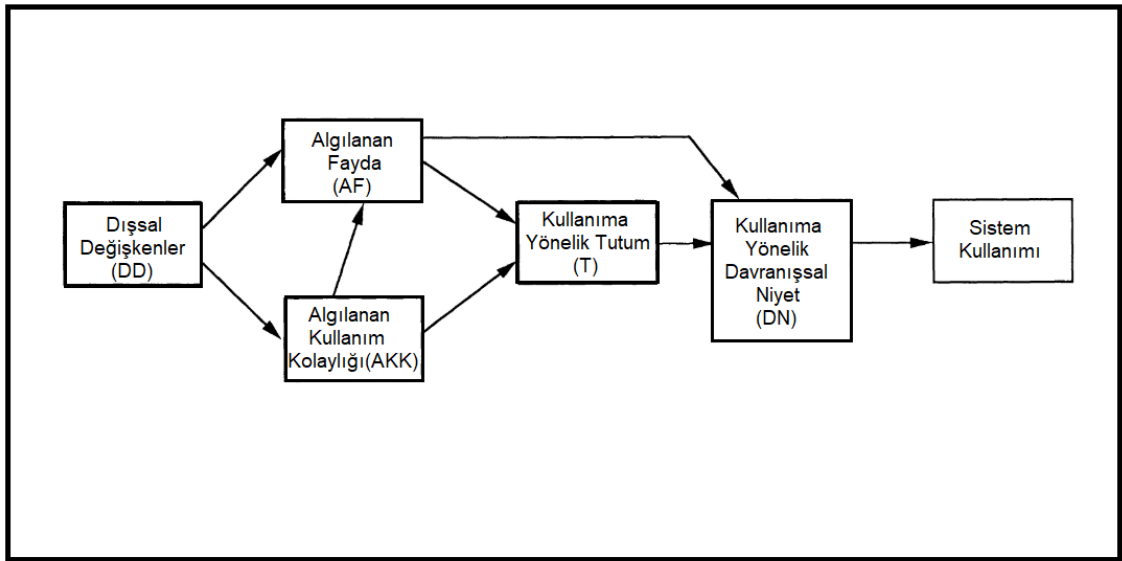 Dışsal
Değişkenler
(DD)
Algılanan
Fayda
(AF)
Algılanan
Kullanım
Kolaylığı(AKK)
Kullanıma
Yönelik Tutum
(T)
Kullanıma
Yönelik
Davranışsal
Niyet
(DN)
Sistem
Kullanımı